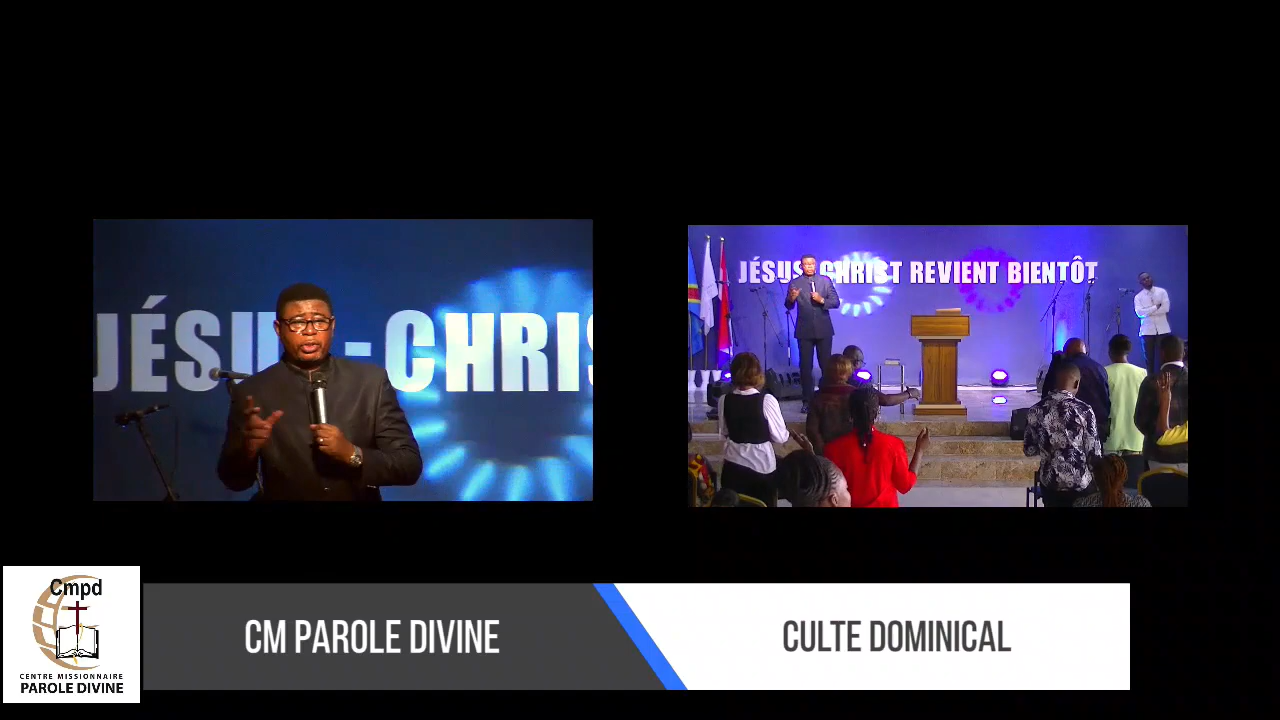 JÉSUS-CHRIS
JÉSUS-CHRIST REVIENT BIENTÔT
Cmpd
CENTRE MISSIONNAIRE
PAROLE DIVINE
CM PAROLE DIVINE
CULTE DOMINICAL